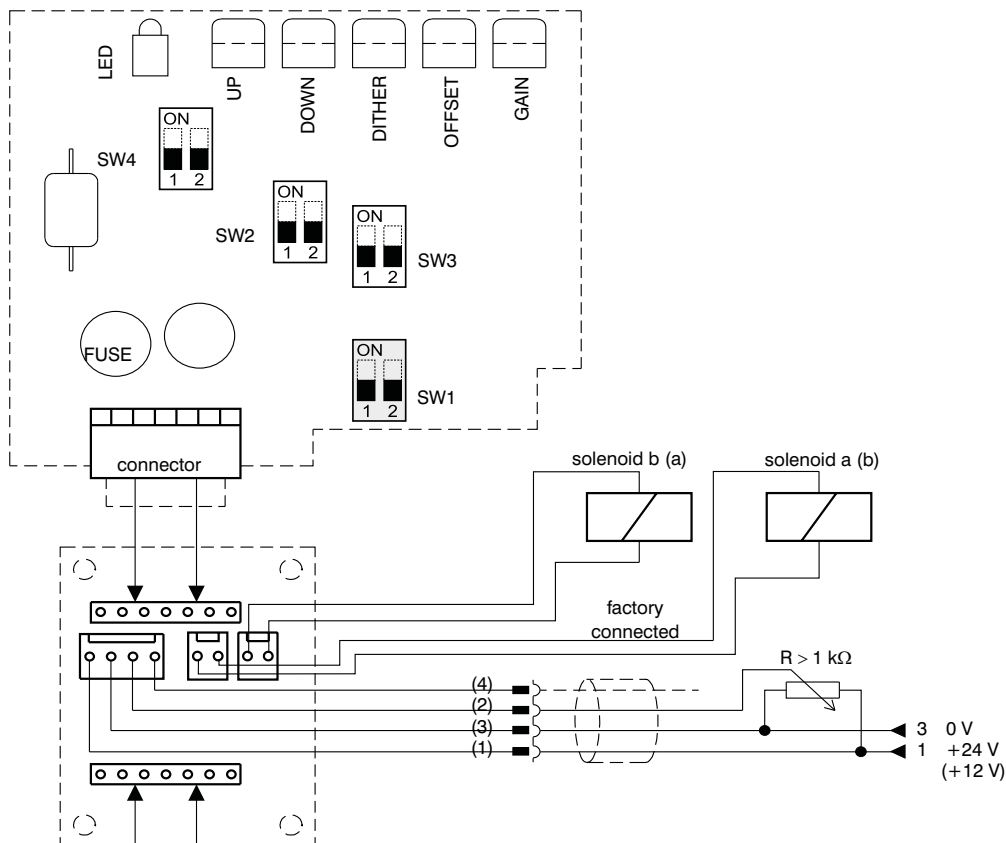 LED
UP
DOWN
DITHER
OFFSET
GAIN
ON
1 2
SW4
ON
1 2
SW2
ON
1 2
SW3
FUSE
ON
1 2
SW1
connector
solenoid b (a)
solenoid a (b)
factory
connected
R > 1 kΩ
(4)
(2)
(3)
(1)
3 0 V
1 +24 V
(+12 V)